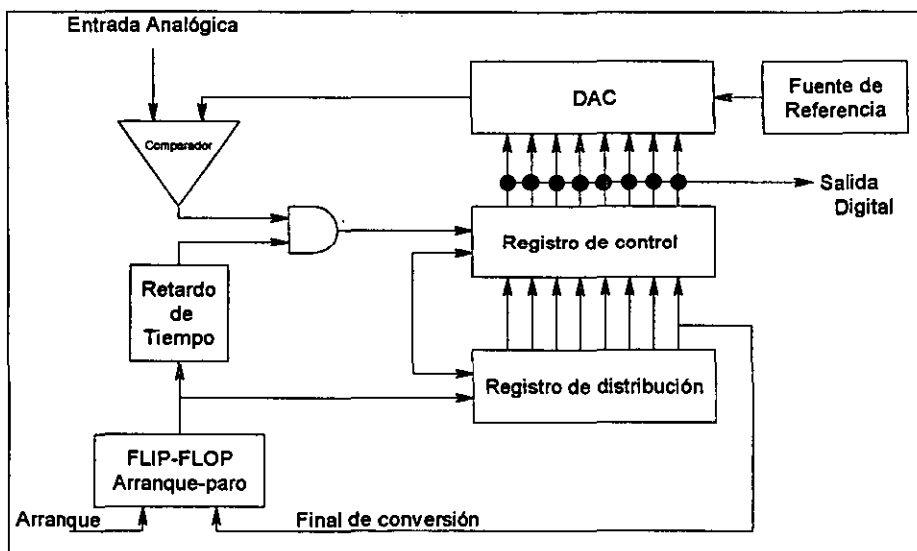 Entrada Analógica
DAC
Fuente de
Referencia
Comparador
Salida
Digital
Registro de control
Retardo
de
Tiempo
Registro de distribución
FLIP-FLOP
Arranque-paro
Arranque
Final de conversión